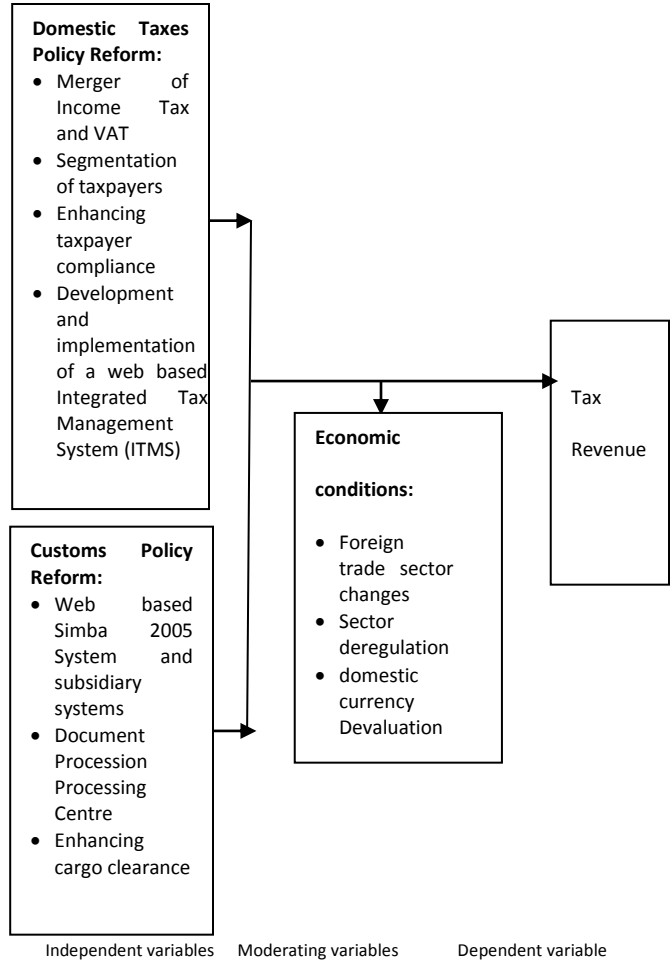 Domestic Taxes
Policy Reform:
• Merger of
Income Tax
and VAT
• Segmentation
of taxpayers
• Enhancing
taxpayer
compliance
• Development
and
implementation
of a web based
Integrated Tax
Management
System (ITMS)
Customs Policy
Reform:
• Web based
Simba 2005
System and
subsidiary
systems
• Document
Procession
Processing
Centre
• Enhancing
cargo clearance
Economic
conditions:
• Foreign
trade sector
changes
• Sector
deregulation
• domestic
currency
Devaluation
Tax
Revenue
Independent variables Moderating variables Dependent variable